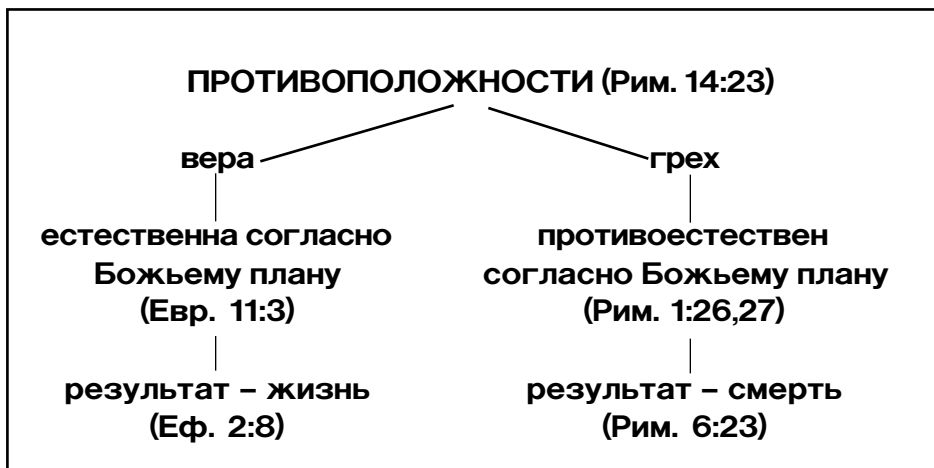 ПРОТИВОПОЛОЖНОСТИ (Рим. 14:23)
вера
грех
естественна согласно
Божьему плану
(Евр. 11:3)
противоестествен
согласно Божьему плану
(Рим. 1:26,27)
результат – жизнь
(Еф. 2:8)
результат – смерть
(Рим. 6:23)